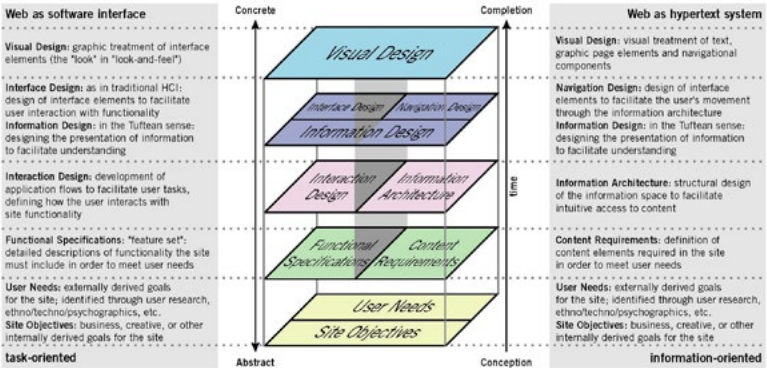 Web as software interface
Visual Design: graphic treatment of interface
elements (the "look" in "look-and-feel")
Interface Design: as in traditional HCI:
design of interface elements to facilitate
user interaction with functionality
Information Design: in the Tuftean sense:
designing the presentation of information
to facilitate understanding
Interaction Design: development of
application flows to facilitate user tasks,
defining how the user interacts with
site functionality
Functional Specifications: "feature set":
detailed descriptions of functionality the site
must include in order to meet user needs
User Needs: externally derived goals
for the site; identified through user research,
ethno/techno/psychographics, etc.
Site Objectives: business, creative, or other
internally derived goals for the site
task-oriented
Concrete
Completion
Visual Design
Interface Design
Navigation Design
Information Design
Interaction
Design
Information
Architecture
Functional
Specifications
Content
Requirements
User Needs
Site Objectives
time
Abstract
Conception
Web as hypertext system
Visual Design: visual treatment of text,
graphic page elements and navigational
components
Navigation Design: design of interface
elements to facilitate the user's movement
through the information architecture
Information Design: in the Tuftean sense:
designing the presentation of information
to facilitate understanding
Information Architecture: structural design
of the information space to facilitate
intuitive access to content
Content Requirements: definition of
content elements required in the site
in order to meet user needs
User Needs: externally derived goals
for the site; identified through user research,
ethno/techno/psychographics, etc.
Site Objectives: business, creative, or other
internally derived goals for the site
information-oriented